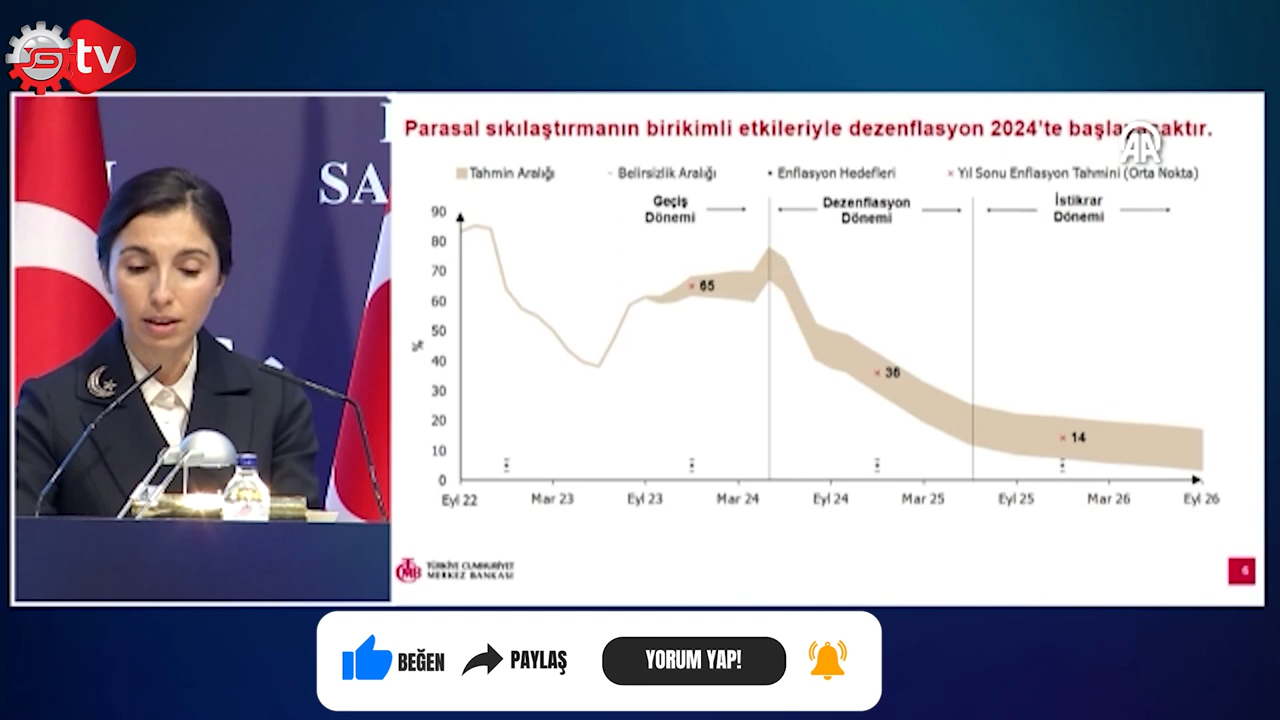 tv
SA
Parasal sıkılaştırmanın birikimli etkileriyle dezenflasyon 2024'te
AA
Tahmin Aralığı
Belirsizlik Aralığı
Enflasyon Hedefleri
Yıl Sonu Enflasyon Tahmini (Orta Nokta)
Geçiş
Dönemi
Dezenflasyon
Dönemi
İstikrar
Dönemi
90
80
70
60
50
40
30
20
10
0
%
65
36
14
Eyl 22
Mar 23
Eyl 23
Mar 24
Eyl 24
Mar 25
Eyl 25
Mar 26
Eyl 26
TCMB
TÜRKİYE CUMHURİYET
MERKEZ BANKASI
6
BEĞEN
PAYLAŞ
YORUM YAP!